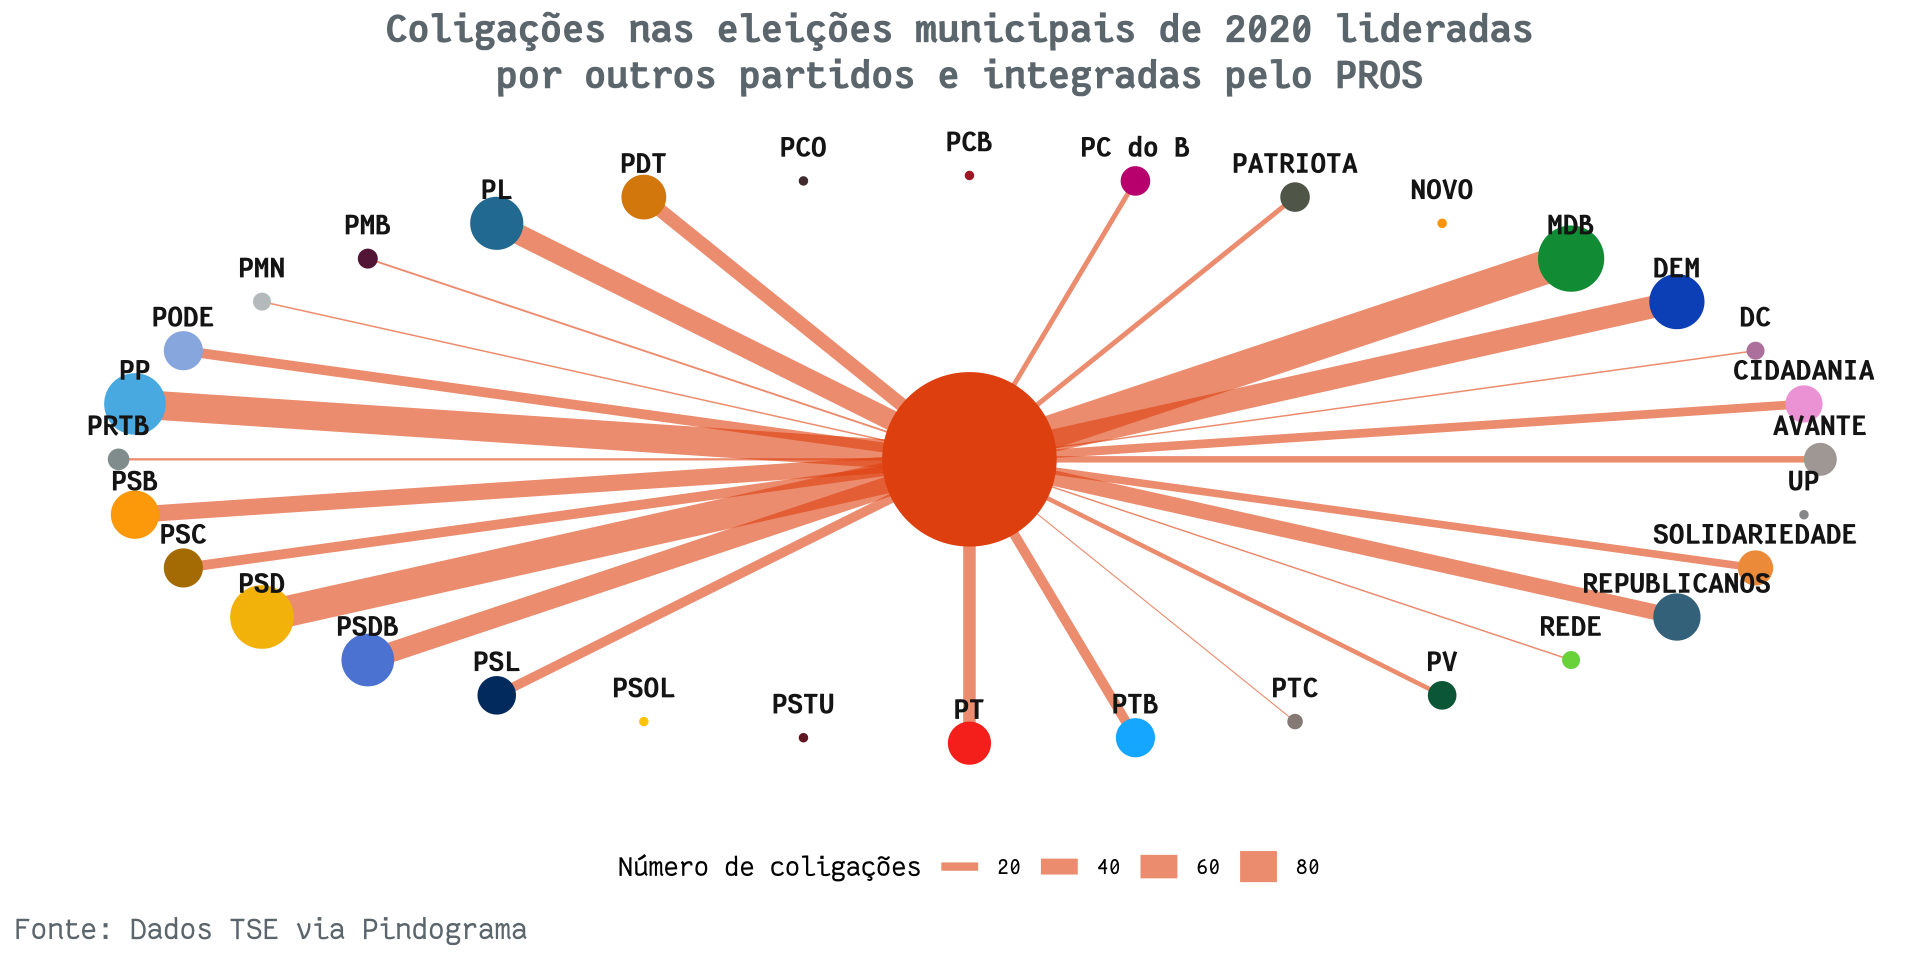 Coligações nas eleições municipais de 2020 lideradas
por outros partidos e integradas pelo PROS
PCB
PCO
PC do B
PDT
PATRIOTA
PL
NOVO
PMB
MDB
PMN
DEM
PODE
DC
PP
CIDADANIA
PRTB
AVANTE
PSB
UP
PSC
SOLIDARIEDADE
PSD
REPUBLICANOS
PSDB
REDE
PSL
PV
PSOL
PTC
PSTU
PT
PTB
Número de coligações 20 40 60 80
Fonte: Dados TSE via Pindograma